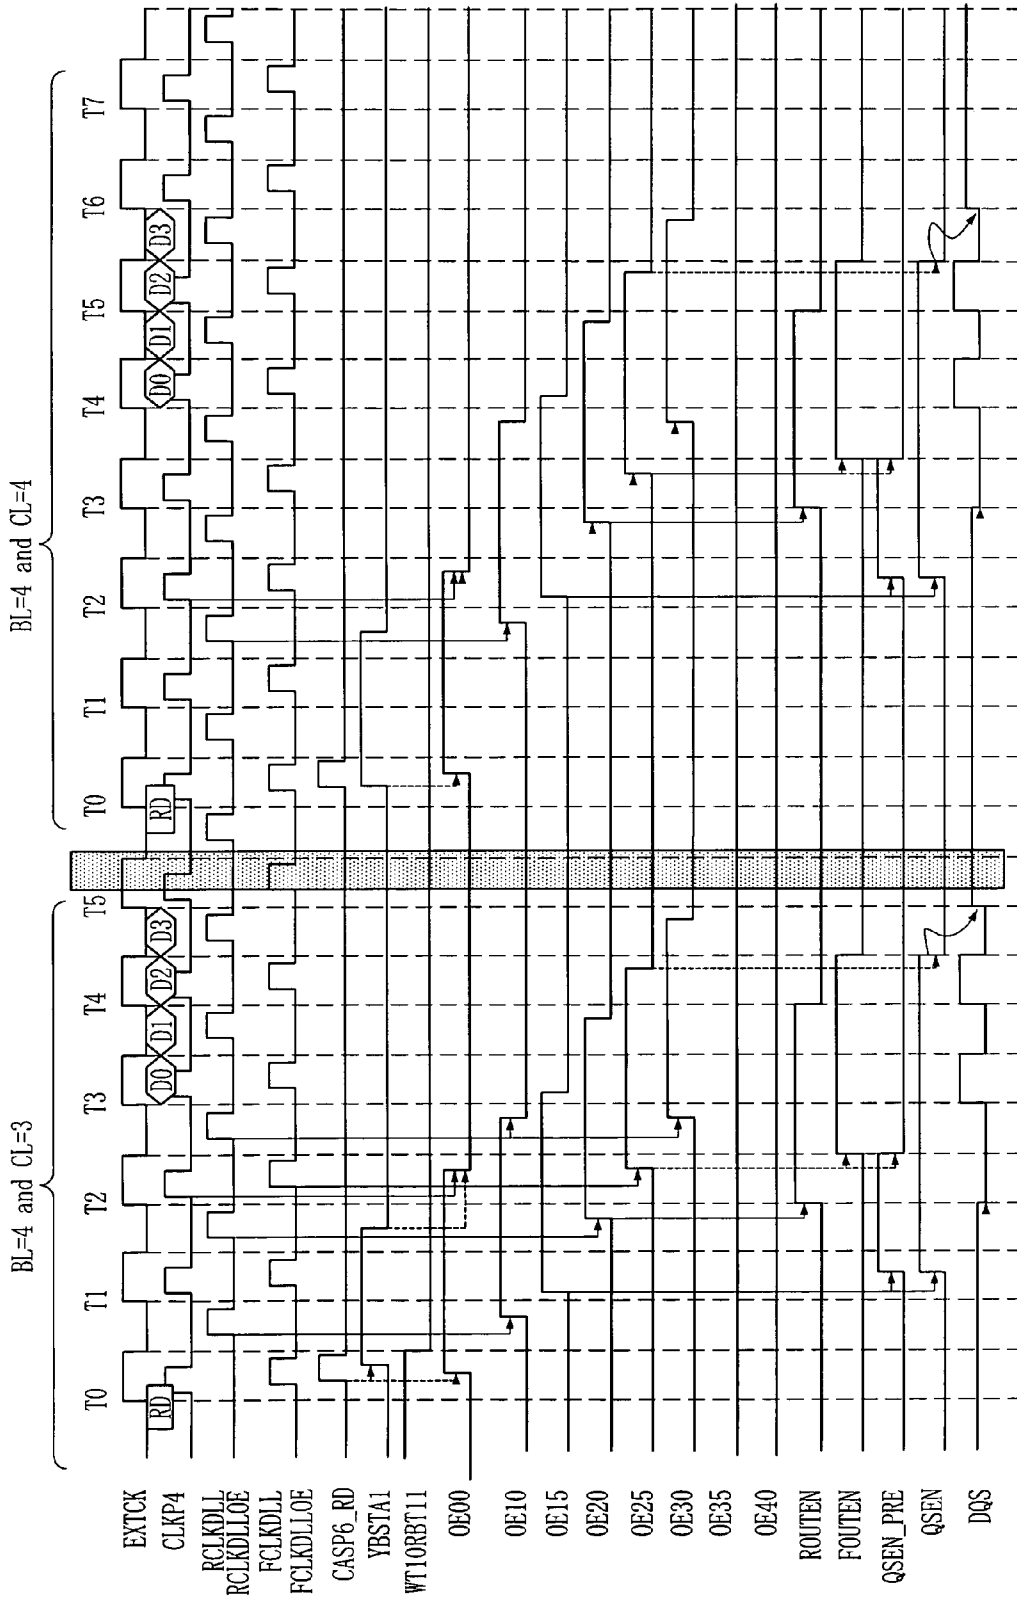 BL=4 and CL=3
BL=4 and CL=4
T0 T1 T2 T3 T4 T5 T0 T1 T2 T3 T4 T5 T6 T7
EXTCK
RD D0 D1 D2 D3 RD D0 D1 D2 D3
CLKP4
RCLKDLL
RCLKDLLOE
FCLKDLL
FCLKDLLOE
CASP6_RD
YBSTA1
WT10RBT11
OE00
OE10
OE15
OE20
OE25
OE30
OE35
OE40
ROUTEN
FOUTEN
QSEN_PRE
QSEN
DQS